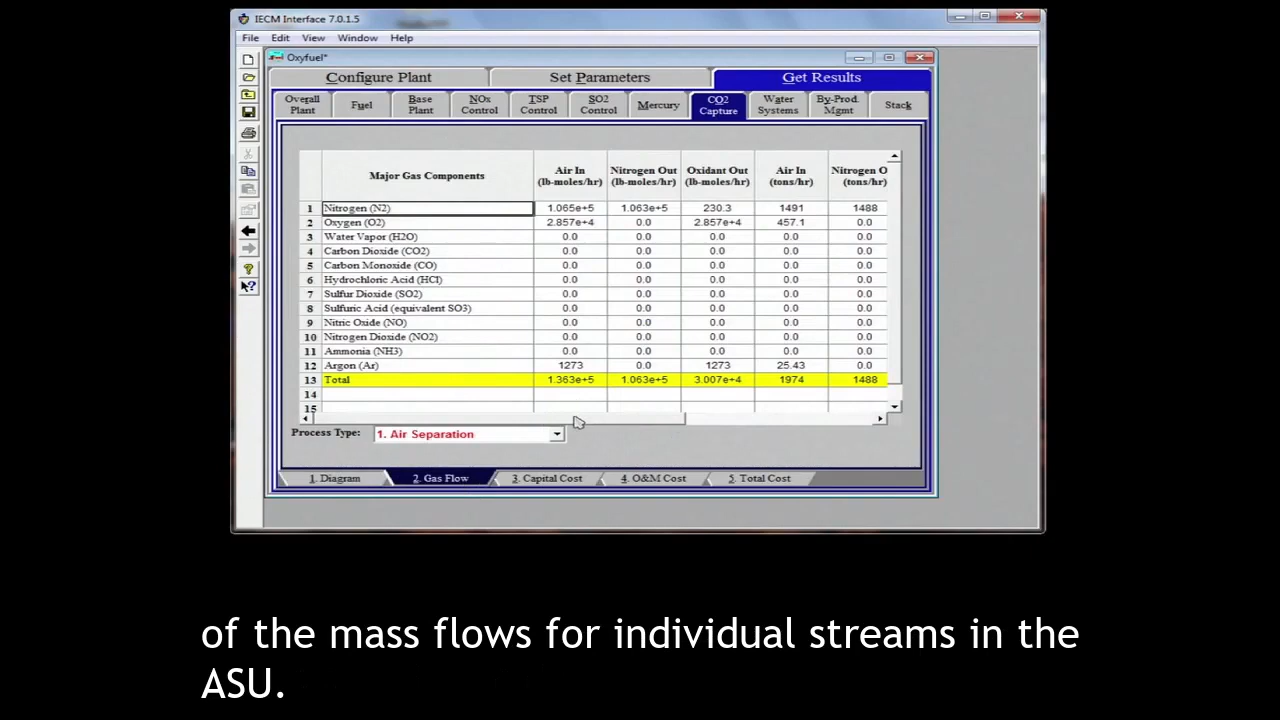 IECM Interface 7.0.1.5
File Edit View Window Help
Oxyfuel*
Configure Plant Set Parameters Get Results
Overall Plant Fuel Base Plant NOx Control TSP Control SO2 Control Mercury CO2 Capture Water Systems By-Prod. Mgmt Stack
Major Gas Components Air In (lb-moles/hr) Nitrogen Out (lb-moles/hr) Oxidant Out (lb-moles/hr) Air In (tons/hr) Nitrogen O (tons/hr)
1 Nitrogen (N2) 1.065e+5 1.063e+5 230.3 1491 1488
2 Oxygen (O2) 2.857e+4 0.0 2.857e+4 457.1 0.0
3 Water Vapor (H2O) 0.0 0.0 0.0 0.0 0.0
4 Carbon Dioxide (CO2) 0.0 0.0 0.0 0.0 0.0
5 Carbon Monoxide (CO) 0.0 0.0 0.0 0.0 0.0
6 Hydrochloric Acid (HCl) 0.0 0.0 0.0 0.0 0.0
7 Sulfur Dioxide (SO2) 0.0 0.0 0.0 0.0 0.0
8 Sulfuric Acid (equivalent SO3) 0.0 0.0 0.0 0.0 0.0
9 Nitric Oxide (NO) 0.0 0.0 0.0 0.0 0.0
10 Nitrogen Dioxide (NO2) 0.0 0.0 0.0 0.0 0.0
11 Ammonia (NH3) 0.0 0.0 0.0 0.0 0.0
12 Argon (Ar) 1273 0.0 1273 25.43 0.0
13 Total 1.363e+5 1.063e+5 3.007e+4 1974 1488
14
15
Process Type: 1. Air Separation
1. Diagram 2. Gas Flow 3. Capital Cost 4. O&M Cost 5. Total Cost
of the mass flows for individual streams in the
ASU.